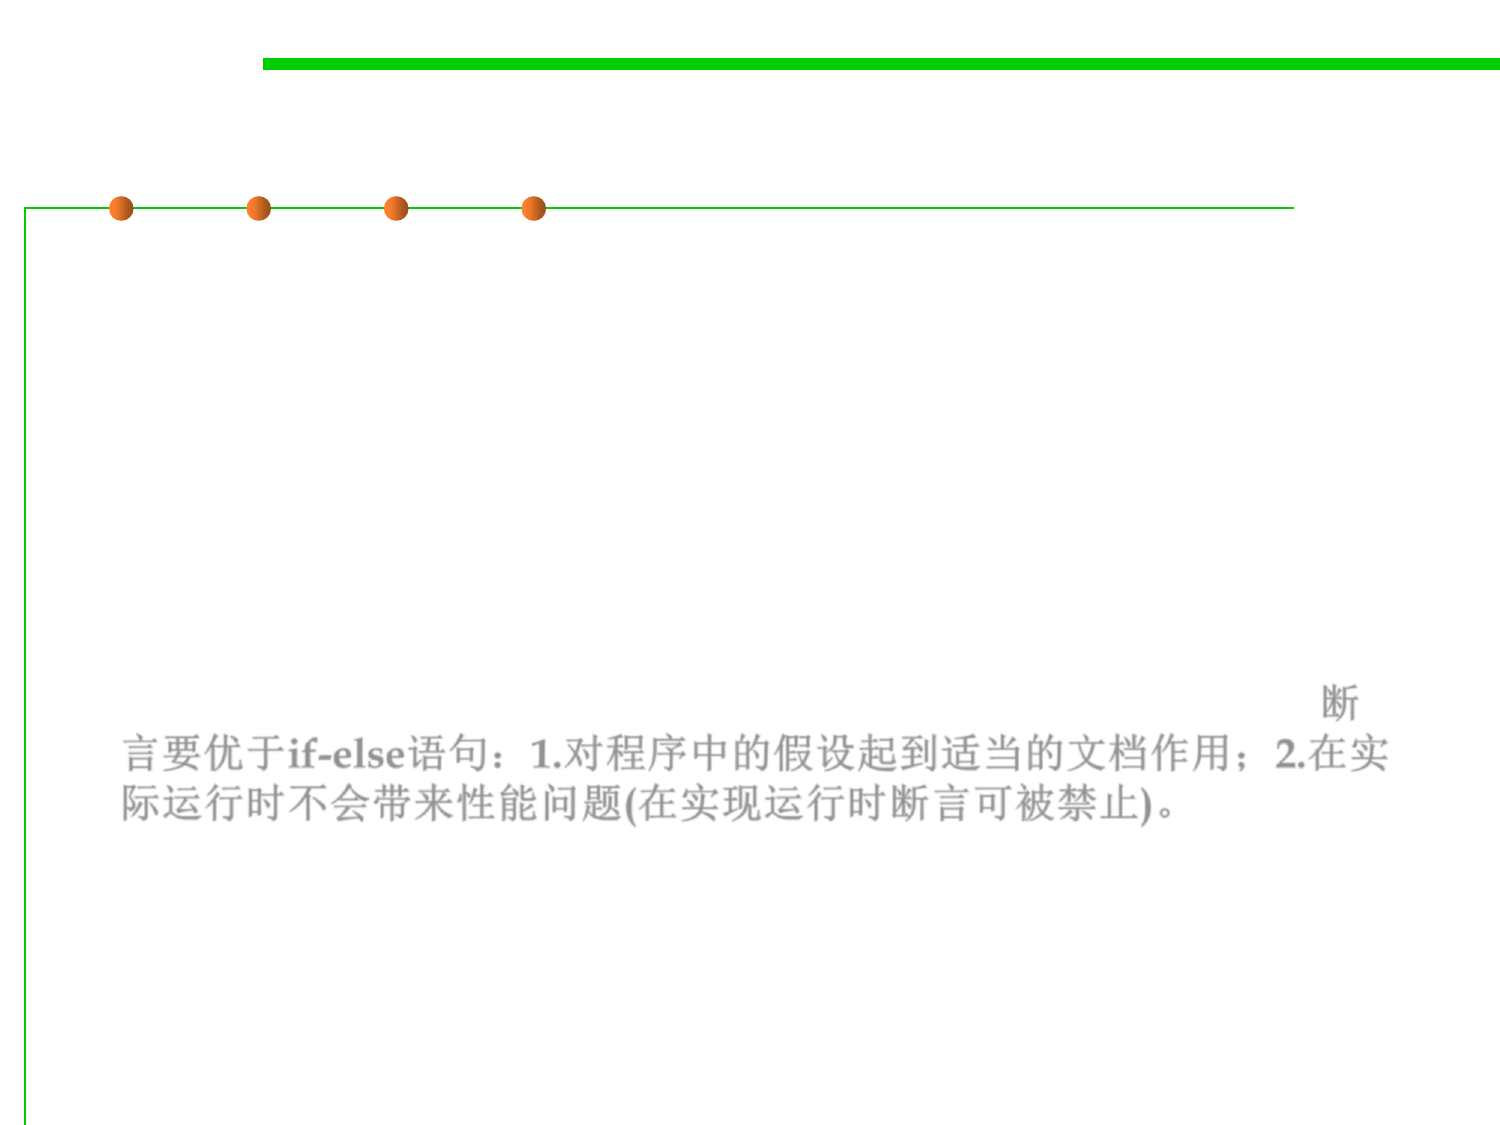 断
言要优于if-else语句：1.对程序中的假设起到适当的文档作用；2.在实
际运行时不会带来性能问题(在实现运行时断言可被禁止)。